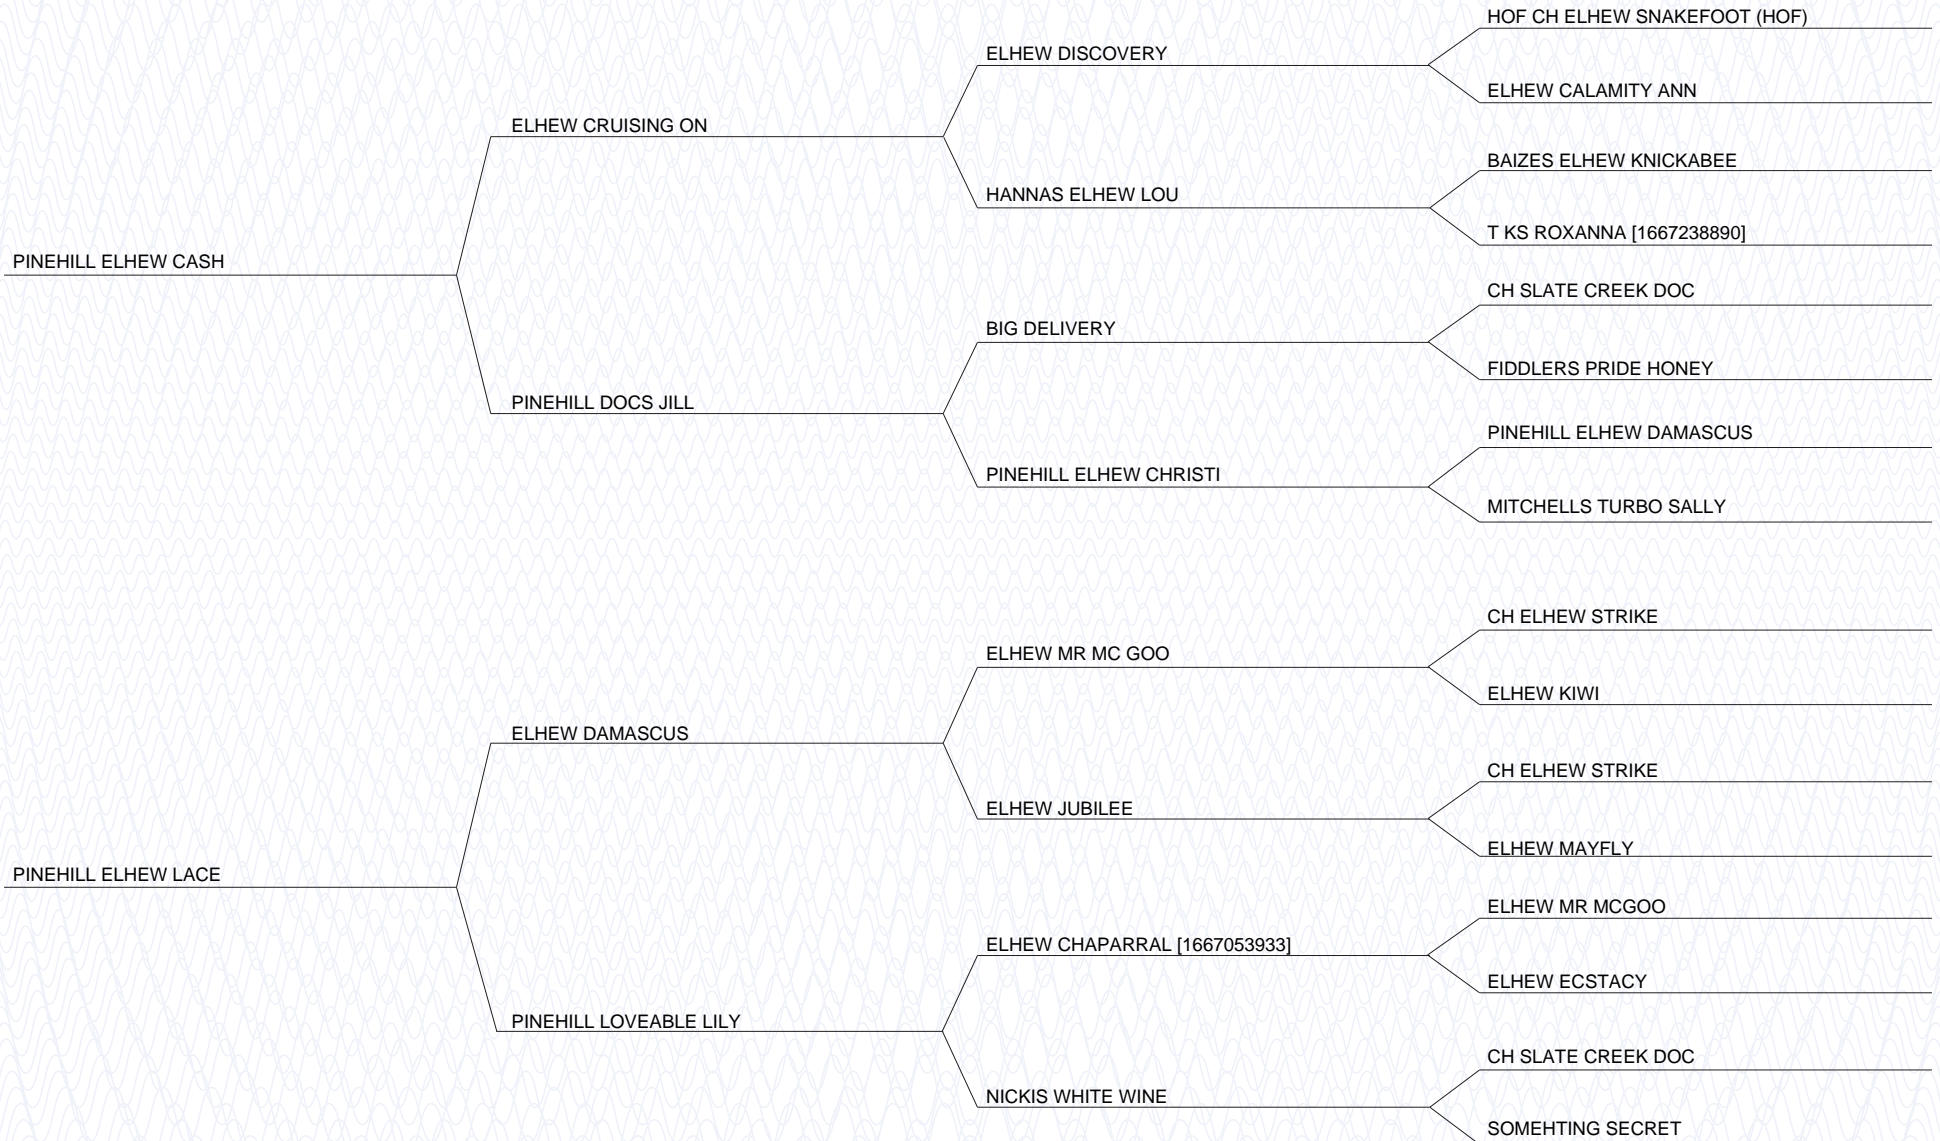 HOF CH ELHEW SNAKEFOOT (HOF)
ELHEW DISCOVERY
ELHEW CALAMITY ANN
ELHEW CRUISING ON
BAIZES ELHEW KNICKABEE
HANNAS ELHEW LOU
T KS ROXANNA [1667238890]
PINEHILL ELHEW CASH
CH SLATE CREEK DOC
BIG DELIVERY
FIDDLERS PRIDE HONEY
PINEHILL DOCS JILL
PINEHILL ELHEW DAMASCUS
PINEHILL ELHEW CHRISTI
MITCHELLS TURBO SALLY
CH ELHEW STRIKE
ELHEW MR MC GOO
ELHEW KIWI
ELHEW DAMASCUS
CH ELHEW STRIKE
ELHEW JUBILEE
ELHEW MAYFLY
PINEHILL ELHEW LACE
ELHEW MR MCGOO
ELHEW CHAPARRAL [1667053933]
ELHEW ECSTACY
PINEHILL LOVEABLE LILY
CH SLATE CREEK DOC
NICKIS WHITE WINE
SOMEHTING SECRET